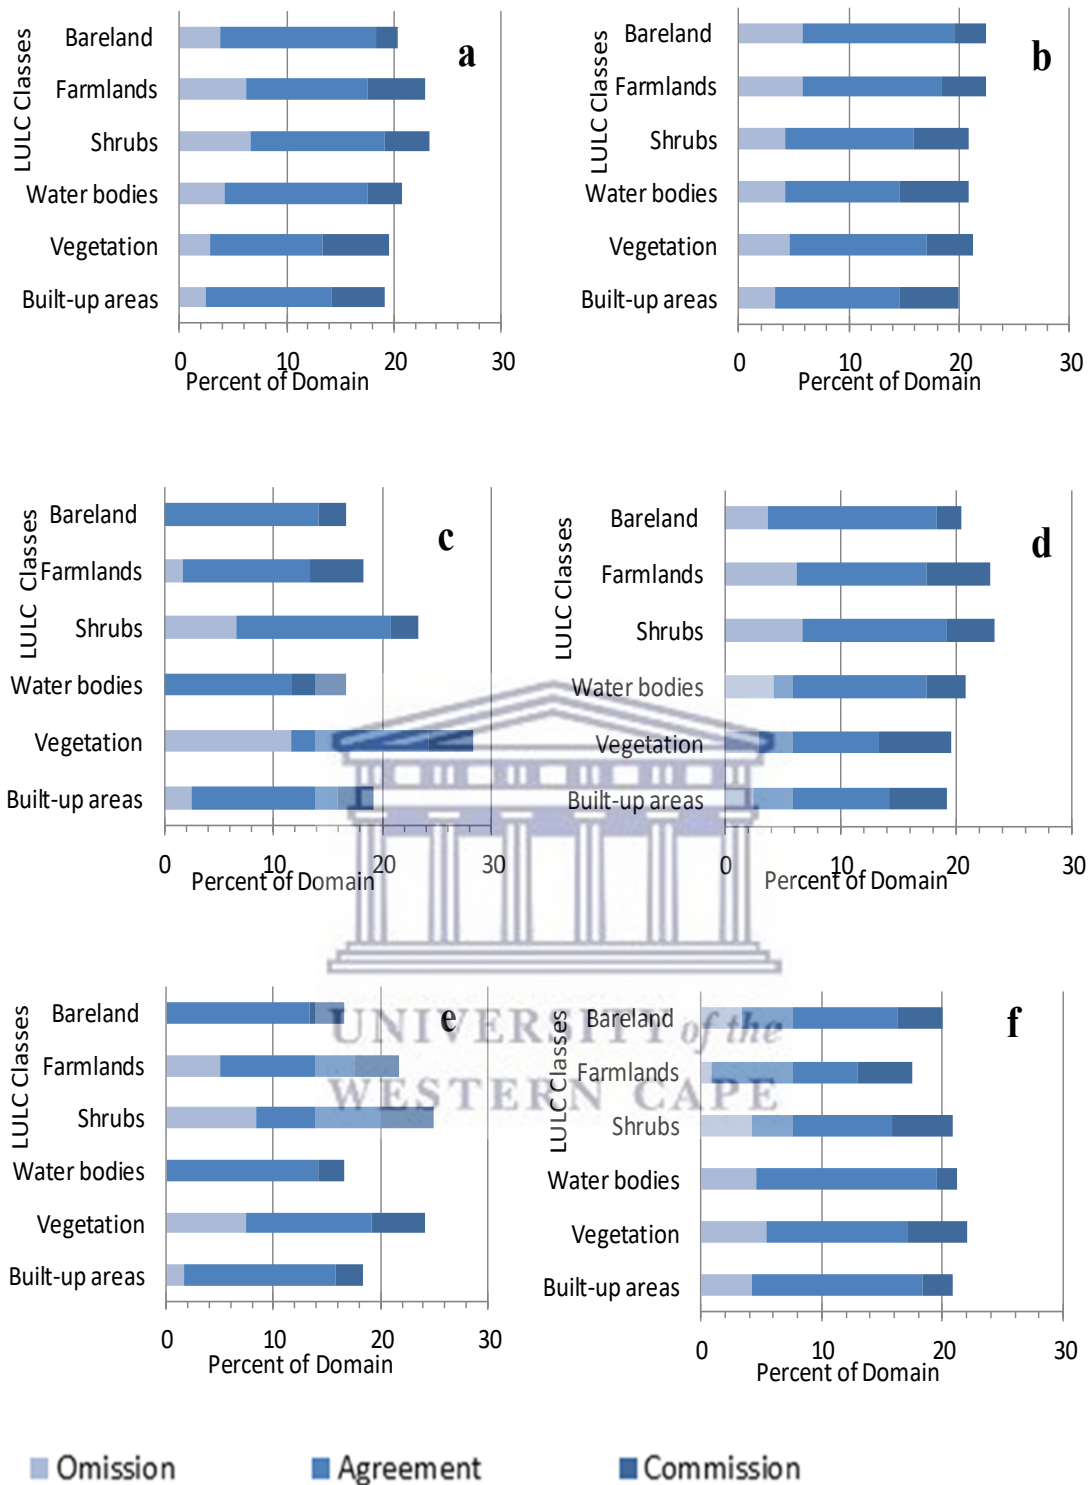 a
LULC Classes
Bareland
Farmlands
Shrubs
Water bodies
Vegetation
Built-up areas
0 10 20 30
Percent of Domain
b
LULC Classes
Bareland
Farmlands
Shrubs
Water bodies
Vegetation
Built-up areas
0 10 20 30
Percent of Domain
c
LULC Classes
Bareland
Farmlands
Shrubs
Water bodies
Vegetation
Built-up areas
0 10 20 30
Percent of Domain
d
LULC Classes
Bareland
Farmlands
Shrubs
Water bodies
Vegetation
Built-up areas
0 10 20 30
Percent of Domain
e
LULC Classes
Bareland
Farmlands
Shrubs
Water bodies
Vegetation
Built-up areas
0 10 20 30
Percent of Domain
f
LULC Classes
Bareland
Farmlands
Shrubs
Water bodies
Vegetation
Built-up areas
0 10 20 30
Percent of Domain
UNIVERSITY of the
WESTERN CAPE
Omission Agreement Commission